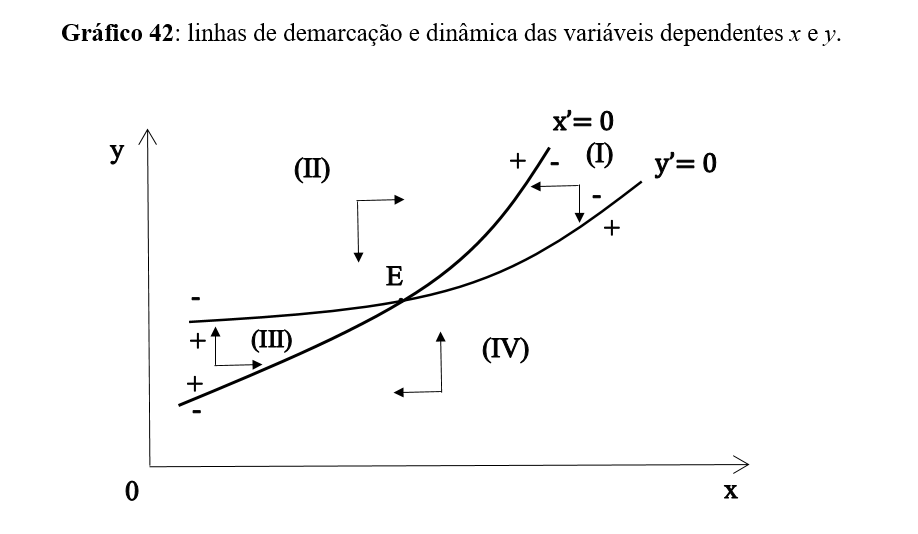 Gráfico 42: linhas de demarcação e dinâmica das variáveis dependentes x e y.
x'= 0
y
(II)
+
-
(I)
y'= 0
-
+
E
-
+
(III)
(IV)
+
-
0
x